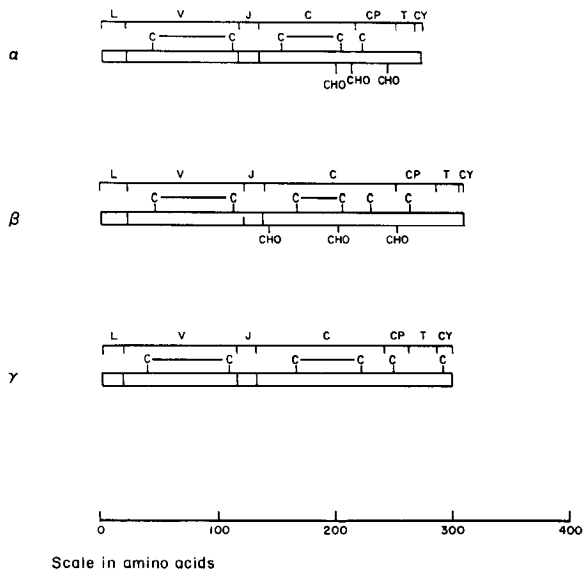 L V J C CP T CY
C C C C C
α
CHO CHO CHO
L V J C CP T CY
C C C C C C
β
CHO CHO CHO
L V J C CP T CY
C C C C C C
γ
0 100 200 300 400
Scale in amino acids